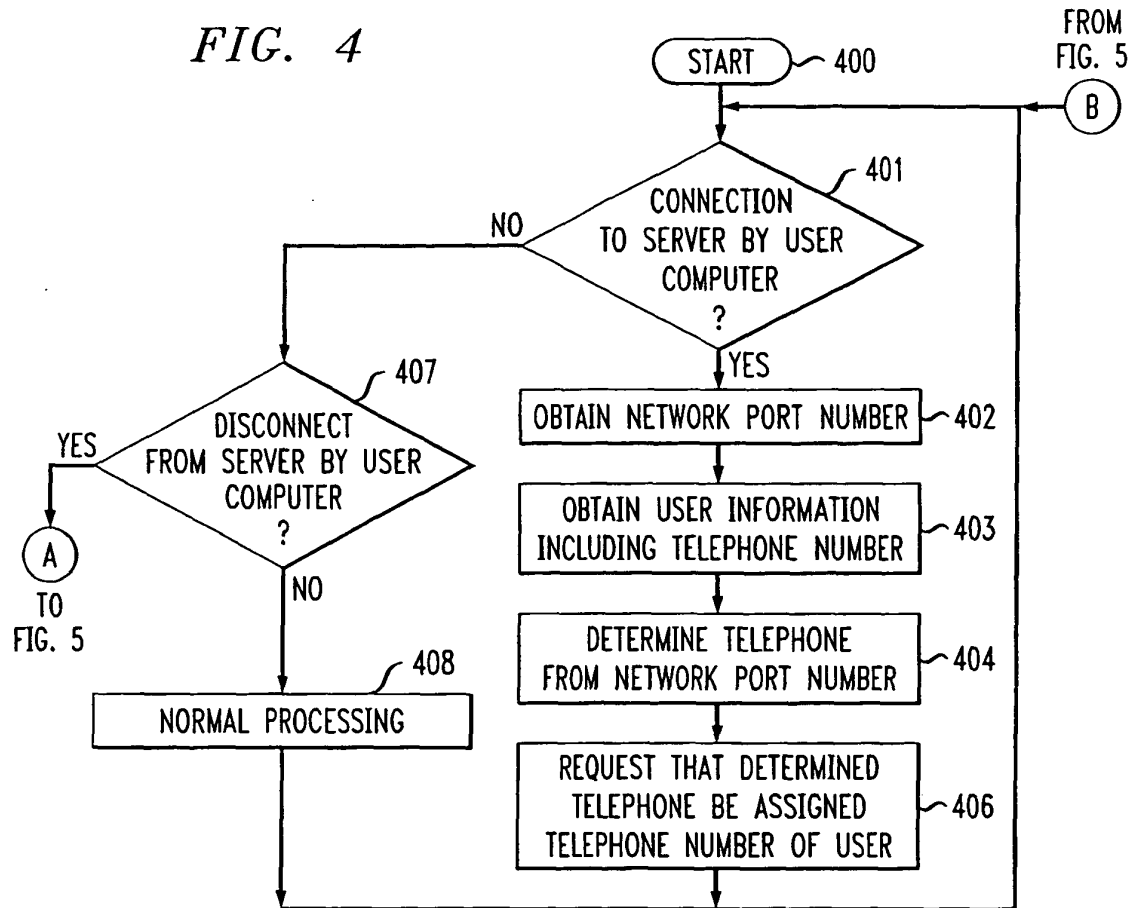 FIG. 4
START
400
FROM
FIG. 5
B
401
CONNECTION
TO SERVER BY USER
COMPUTER
?
NO
YES
407
DISCONNECT
FROM SERVER BY USER
COMPUTER
?
YES
NO
A
TO
FIG. 5
OBTAIN NETWORK PORT NUMBER
402
OBTAIN USER INFORMATION
INCLUDING TELEPHONE NUMBER
403
DETERMINE TELEPHONE
FROM NETWORK PORT NUMBER
404
408
NORMAL PROCESSING
REQUEST THAT DETERMINED
TELEPHONE BE ASSIGNED
TELEPHONE NUMBER OF USER
406